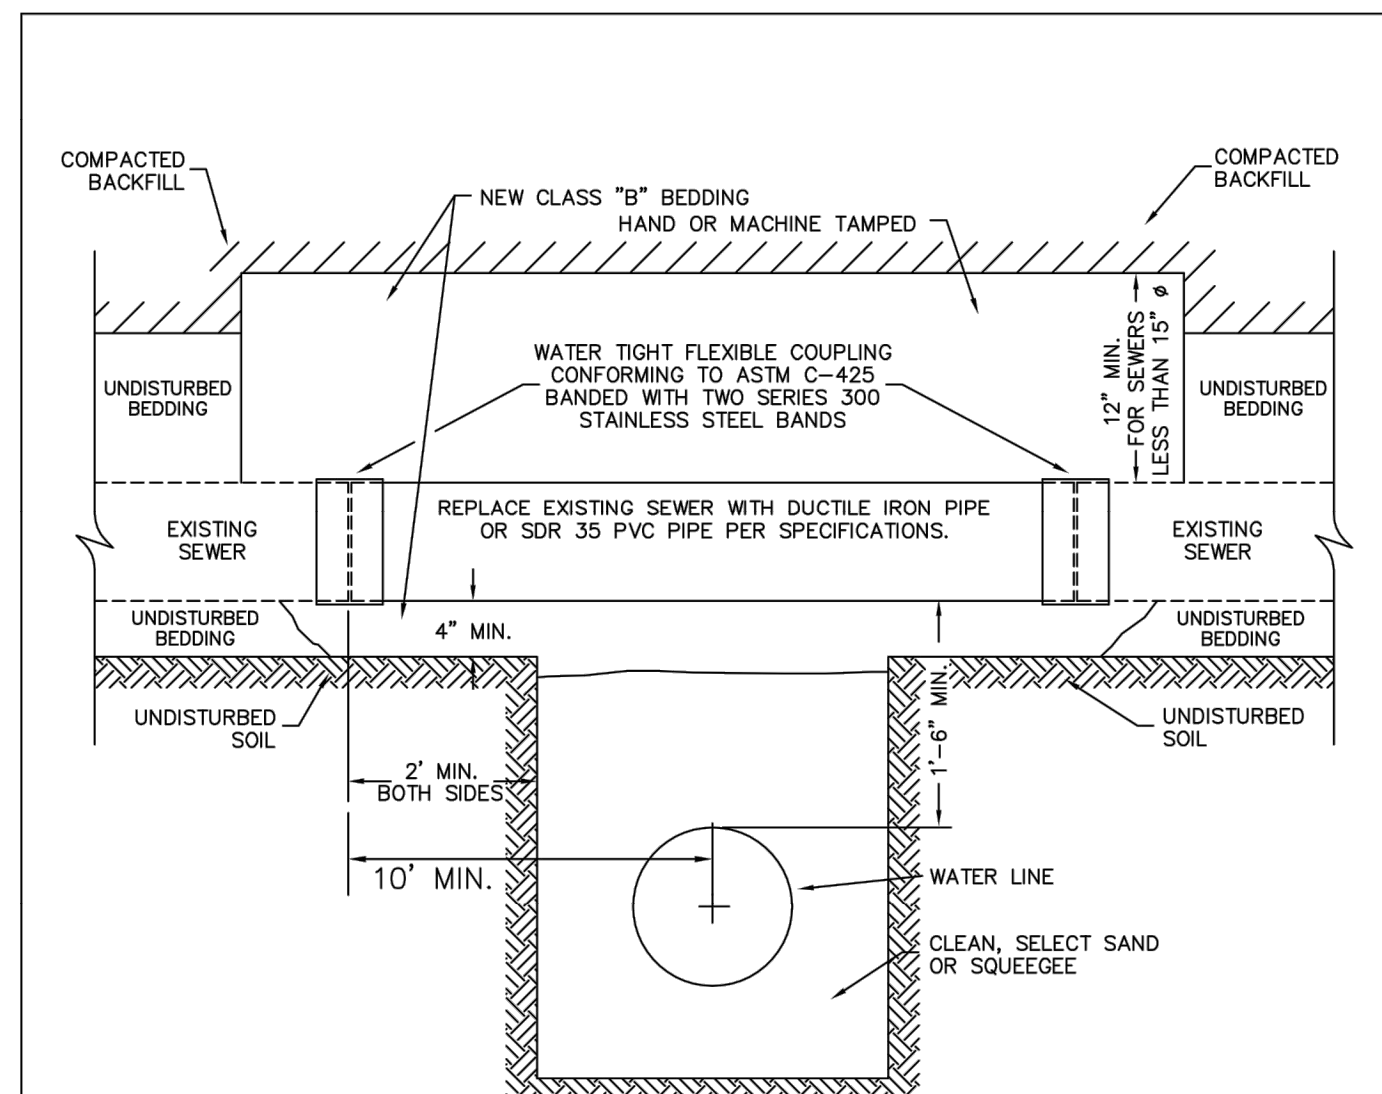 COMPACTED
BACKFILL
COMPACTED
BACKFILL
NEW CLASS "B" BEDDING
HAND OR MACHINE TAMPED
WATER TIGHT FLEXIBLE COUPLING
CONFORMING TO ASTM C-425
BANDED WITH TWO SERIES 300
STAINLESS STEEL BANDS
12" MIN.
FOR SEWERS
LESS THAN 15" ø
UNDISTURBED
BEDDING
UNDISTURBED
BEDDING
EXISTING
SEWER
REPLACE EXISTING SEWER WITH DUCTILE IRON PIPE
OR SDR 35 PVC PIPE PER SPECIFICATIONS.
EXISTING
SEWER
UNDISTURBED
BEDDING
4" MIN.
UNDISTURBED
BEDDING
1'-6" MIN.
UNDISTURBED
SOIL
UNDISTURBED
SOIL
2' MIN.
BOTH SIDES
10' MIN.
WATER LINE
CLEAN, SELECT SAND
OR SQUEEGEE